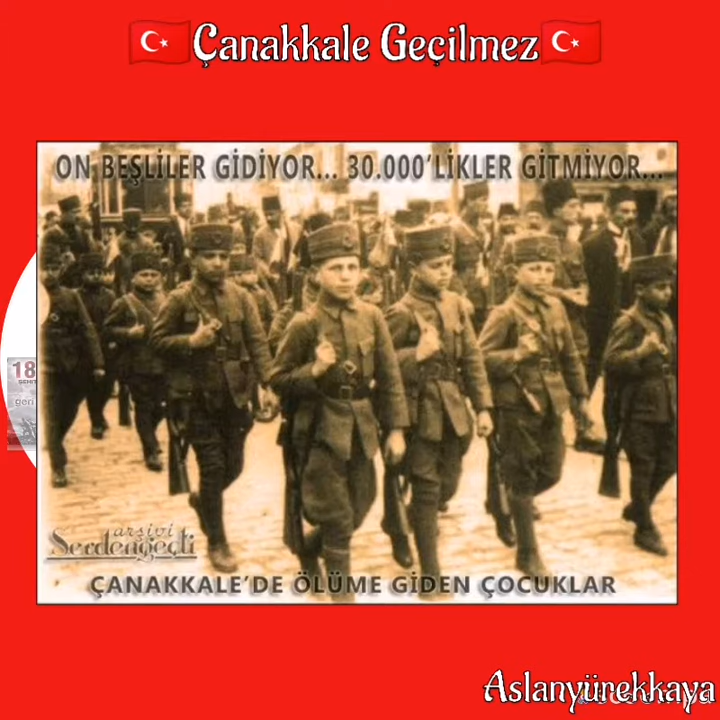 🇹🇷Çanakkale Geçilmez🇹🇷
ON BEŞLİLER GİDİYOR... 30.000'LİKLER GİTMİYOR...
18
arşivi
Serdengeçti
ÇANAKKALE'DE ÖLÜME GİDEN ÇOCUKLAR
Aslanyürekkaya